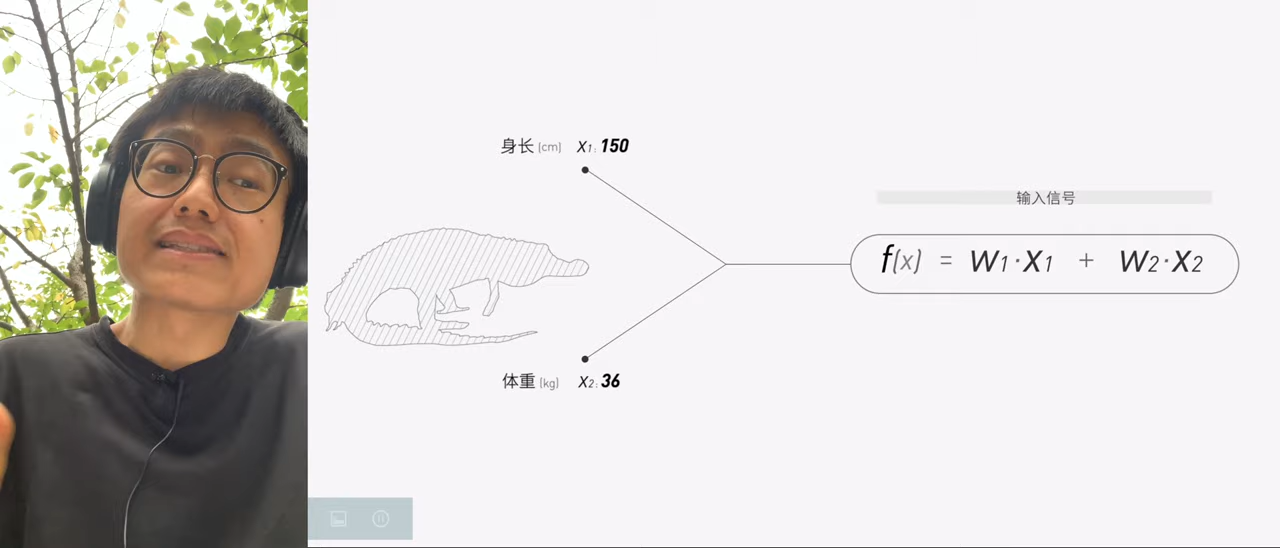 身长 (cm) X1: 150
输入信号
f(x) = W1·X1 + W2·X2
体重 (kg) X2: 36